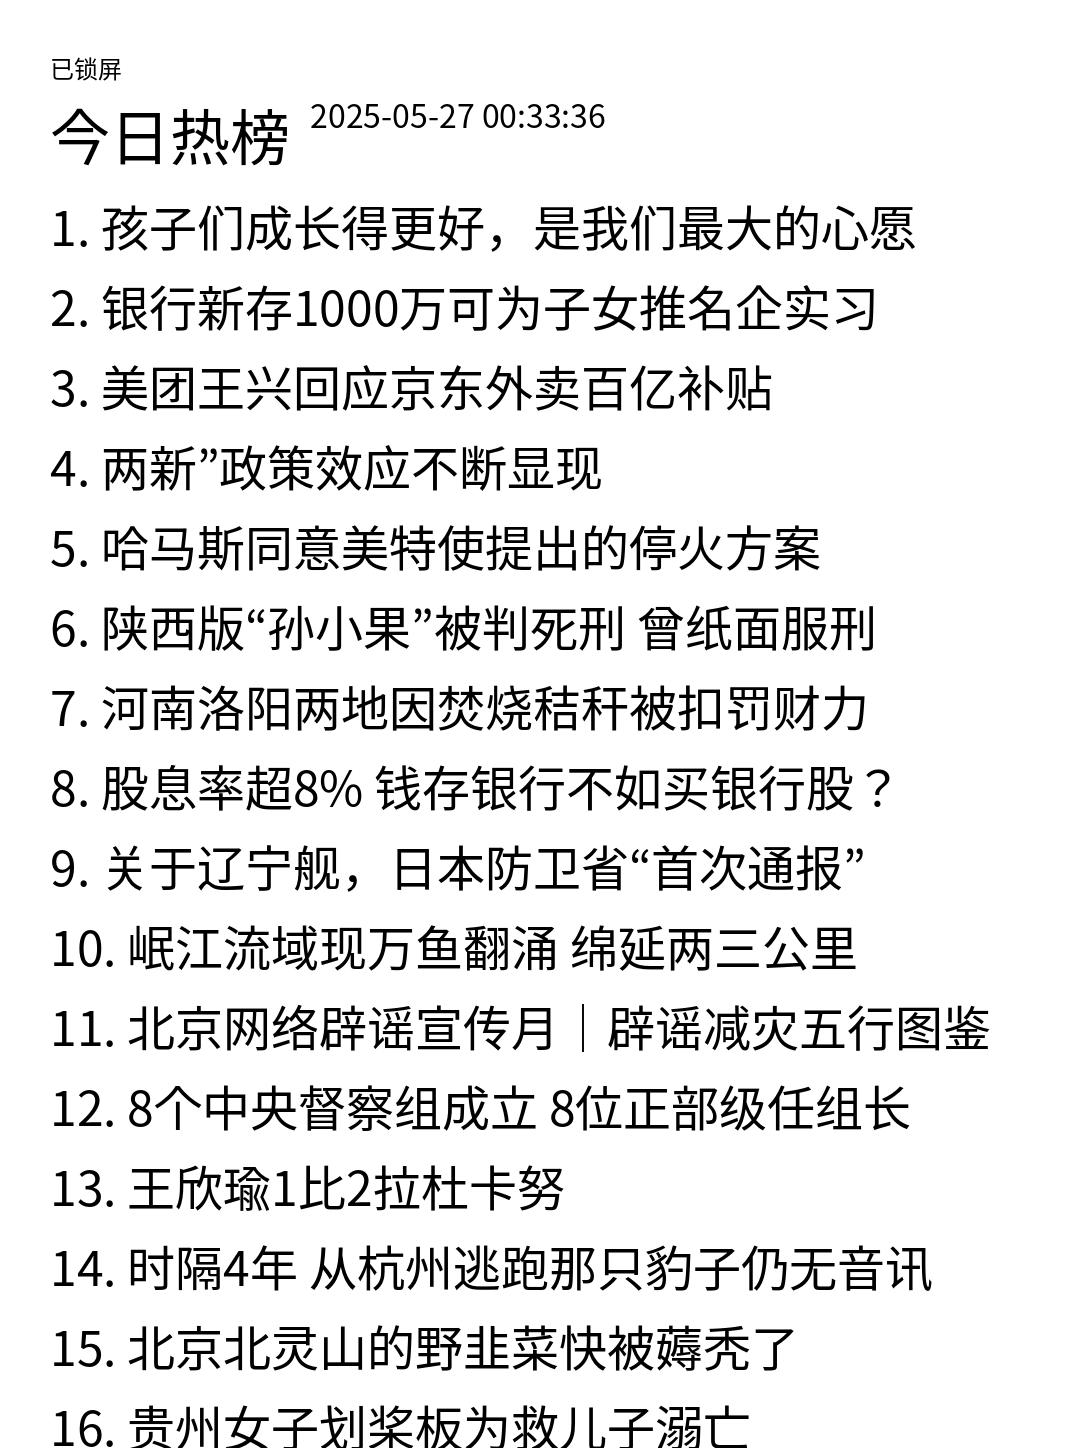 已锁屏
今日热榜 2025-05-27 00:33:36
1. 孩子们成长得更好，是我们最大的心愿
2. 银行新存1000万可为子女推名企实习
3. 美团王兴回应京东外卖百亿补贴
4. 两新”政策效应不断显现
5. 哈马斯同意美特使提出的停火方案
6. 陕西版“孙小果”被判死刑 曾纸面服刑
7. 河南洛阳两地因焚烧秸秆被扣罚财力
8. 股息率超8% 钱存银行不如买银行股？
9. 关于辽宁舰，日本防卫省“首次通报”
10. 岷江流域现万鱼翻涌 绵延两三公里
11. 北京网络辟谣宣传月｜辟谣减灾五行图鉴
12. 8个中央督察组成立 8位正部级任组长
13. 王欣瑜1比2拉杜卡努
14. 时隔4年 从杭州逃跑那只豹子仍无音讯
15. 北京北灵山的野韭菜快被薅秃了
16. 贵州女子划桨板为救儿子溺亡